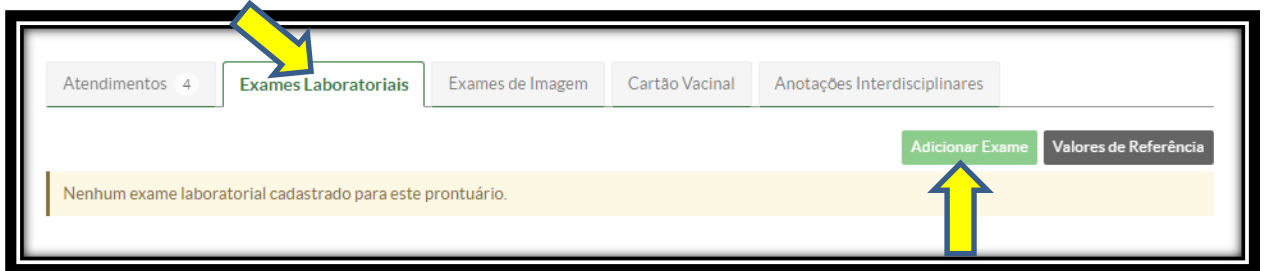 Atendimentos 4 Exames Laboratoriais Exames de Imagem Cartão Vacinal Anotações Interdisciplinares
Adicionar Exame Valores de Referência
Nenhum exame laboratorial cadastrado para este prontuário.